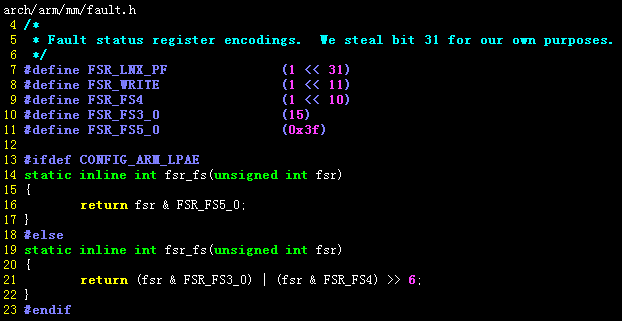 arch/arm/mm/fault.h
4 /*
5  * Fault status register encodings.  We steal bit 31 for our own purposes.
6  */
7 #define FSR_LNX_PF              (1 << 31)
8 #define FSR_WRITE               (1 << 11)
9 #define FSR_FS4                 (1 << 10)
10 #define FSR_FS3_0               (15)
11 #define FSR_FS5_0               (0x3f)
12
13 #ifdef CONFIG_ARM_LPAE
14 static inline int fsr_fs(unsigned int fsr)
15 {
16         return fsr & FSR_FS5_0;
17 }
18 #else
19 static inline int fsr_fs(unsigned int fsr)
20 {
21         return (fsr & FSR_FS3_0) | (fsr & FSR_FS4) >> 6;
22 }
23 #endif